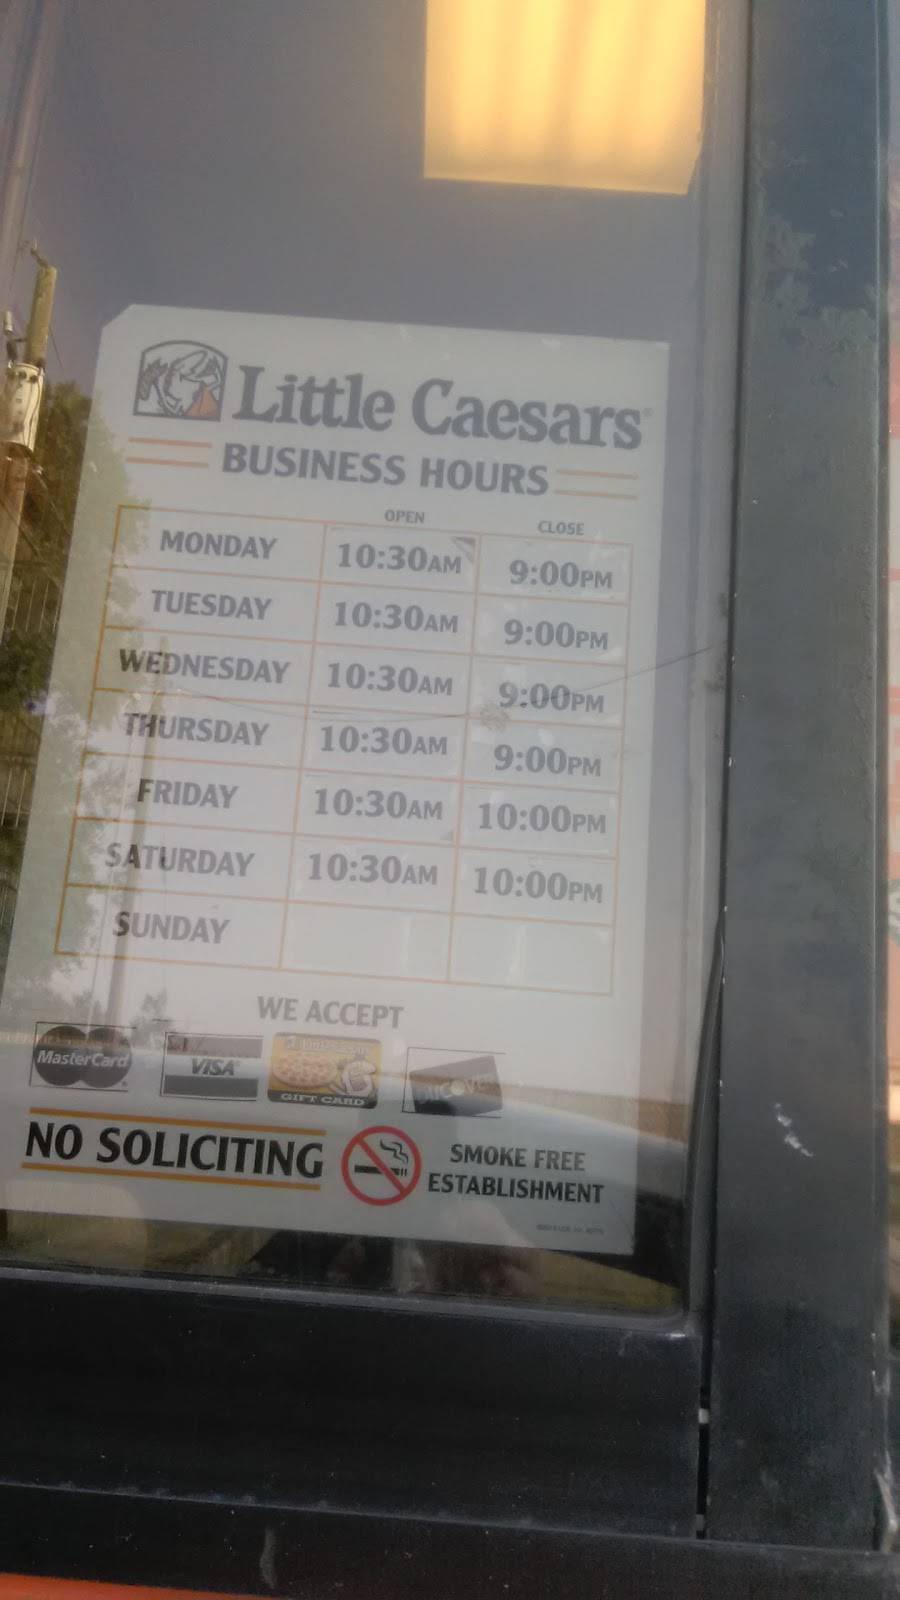 Little Caesars
BUSINESS HOURS
OPEN CLOSE
MONDAY 10:30AM 9:00PM
TUESDAY 10:30AM 9:00PM
WEDNESDAY 10:30AM 9:00PM
THURSDAY 10:30AM 9:00PM
FRIDAY 10:30AM 10:00PM
SATURDAY 10:30AM 10:00PM
SUNDAY
WE ACCEPT
MasterCard VISA GIFT CARD
NO SOLICITING
SMOKE FREE
ESTABLISHMENT